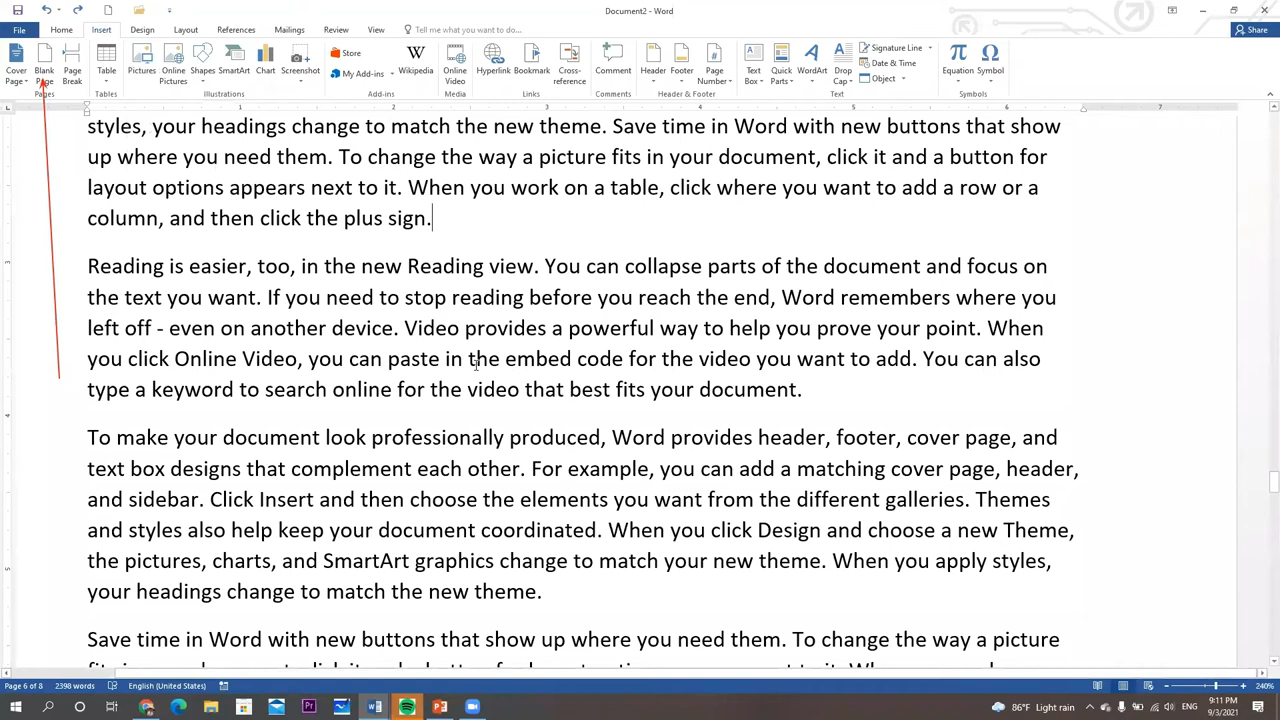 Document2 - Word
File Home Insert Design Layout References Mailings Review View Tell me what you want to do... Share
Cover Page Blank Page Page Break
Pages
Table
Tables
Pictures Online Pictures Shapes SmartArt Chart Screenshot
Illustrations
Store
My Add-ins
Wikipedia
Add-ins
Online Video
Media
Hyperlink Bookmark Cross-reference
Links
Comment
Comments
Header Footer Page Number
Header & Footer
Text Box Quick Parts WordArt Drop Cap
Signature Line
Date & Time
Object
Text
Equation Symbol
Symbols
1 2 3 4 5 6 7
styles, your headings change to match the new theme. Save time in Word with new buttons that show
up where you need them. To change the way a picture fits in your document, click it and a button for
layout options appears next to it. When you work on a table, click where you want to add a row or a
column, and then click the plus sign.
Reading is easier, too, in the new Reading view. You can collapse parts of the document and focus on
the text you want. If you need to stop reading before you reach the end, Word remembers where you
left off - even on another device. Video provides a powerful way to help you prove your point. When
you click Online Video, you can paste in the embed code for the video you want to add. You can also
type a keyword to search online for the video that best fits your document.
To make your document look professionally produced, Word provides header, footer, cover page, and
text box designs that complement each other. For example, you can add a matching cover page, header,
and sidebar. Click Insert and then choose the elements you want from the different galleries. Themes
and styles also help keep your document coordinated. When you click Design and choose a new Theme,
the pictures, charts, and SmartArt graphics change to match your new theme. When you apply styles,
your headings change to match the new theme.
Save time in Word with new buttons that show up where you need them. To change the way a picture
Page 6 of 8 2398 words English (United States) 240%
86°F Light rain 9:11 PM
9/3/2021